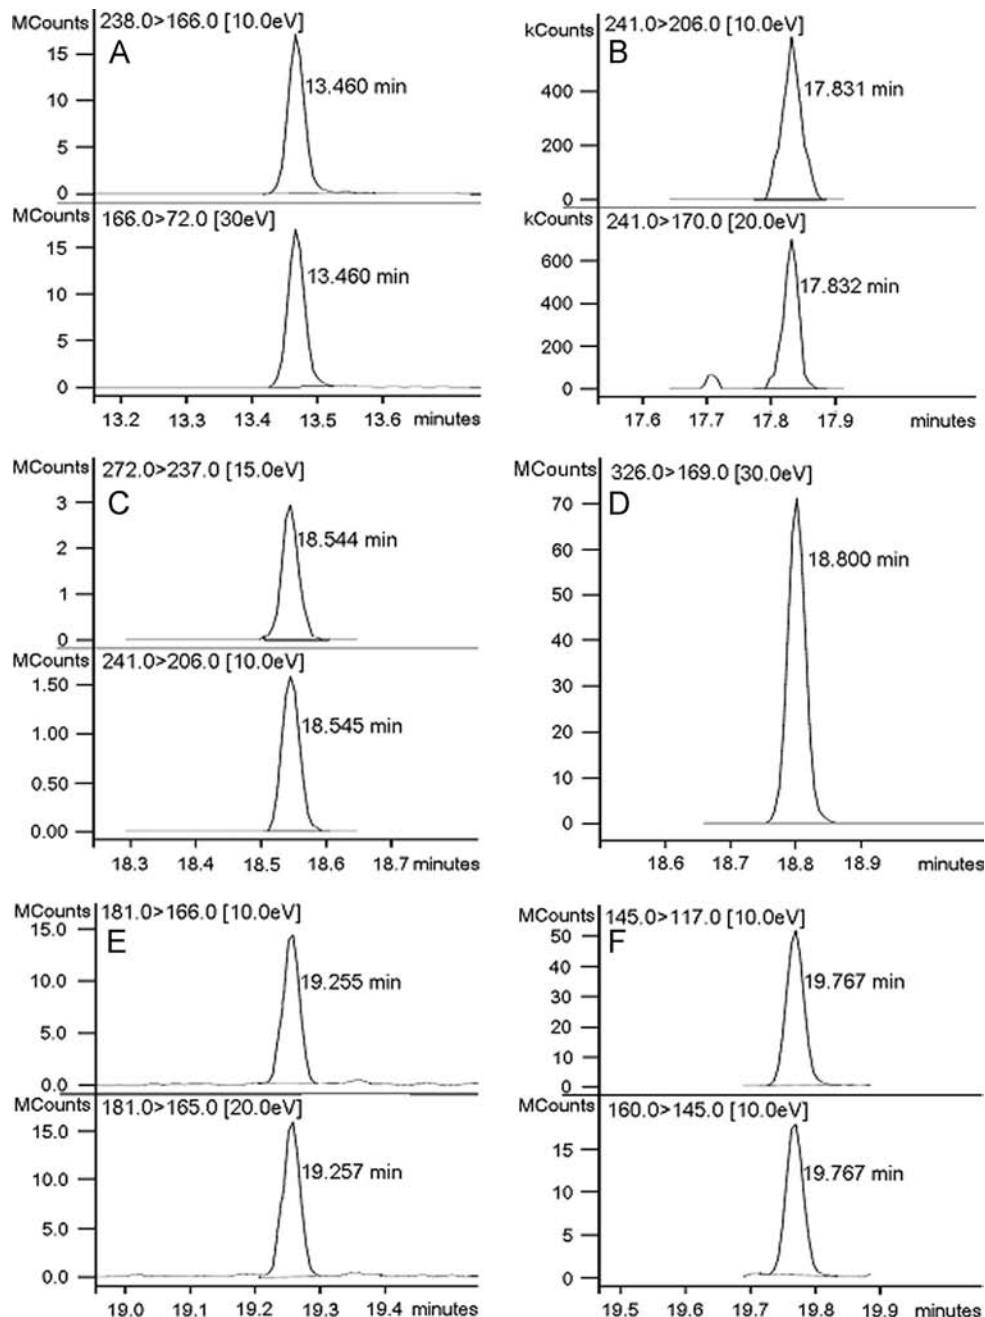 MCounts 238.0>166.0 [10.0eV]
A
15
13.460 min
10
5
0
MCounts 166.0>72.0 [30eV]
15
13.460 min
10
5
0
13.2 13.3 13.4 13.5 13.6 minutes
kCounts 241.0>206.0 [10.0eV]
B
400
17.831 min
200
0
kCounts 241.0>170.0 [20.0eV]
600
17.832 min
400
200
0
17.6 17.7 17.8 17.9 minutes
MCounts 272.0>237.0 [15.0eV]
C
3
18.544 min
2
1
0
MCounts 241.0>206.0 [10.0eV]
1.50
18.545 min
1.00
0.50
0.00
18.3 18.4 18.5 18.6 18.7 minutes
MCounts 326.0>169.0 [30.0eV]
D
70
60
18.800 min
50
40
30
20
10
0
18.6 18.7 18.8 18.9 minutes
MCounts 181.0>166.0 [10.0eV]
15.0
E
10.0
19.255 min
5.0
0.0
MCounts 181.0>165.0 [20.0eV]
15.0
19.257 min
10.0
5.0
0.0
19.0 19.1 19.2 19.3 19.4 minutes
MCounts 145.0>117.0 [10.0eV]
50
F
40
19.767 min
30
20
10
0
MCounts 160.0>145.0 [10.0eV]
15
19.767 min
10
5
0
19.5 19.6 19.7 19.8 19.9 minutes